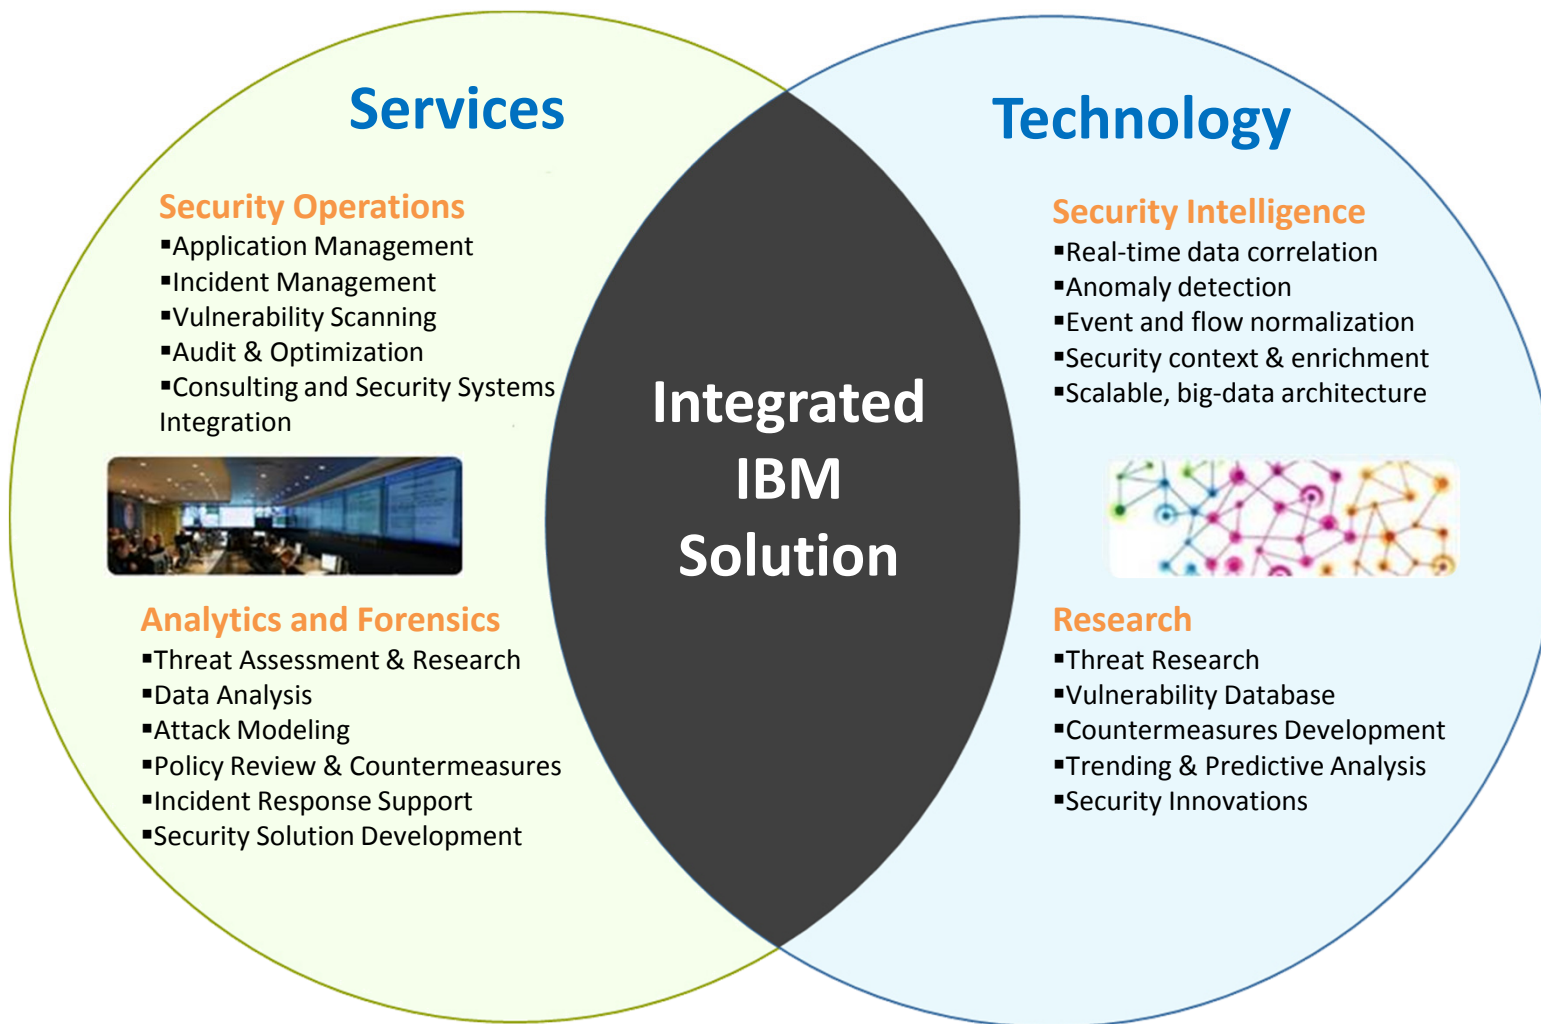 Services
Security Operations
▪Application Management
▪Incident Management
▪Vulnerability Scanning
▪Audit & Optimization
▪Consulting and Security Systems
Integration
Analytics and Forensics
▪Threat Assessment & Research
▪Data Analysis
▪Attack Modeling
▪Policy Review & Countermeasures
▪Incident Response Support
▪Security Solution Development
Integrated
IBM
Solution
Technology
Security Intelligence
▪Real-time data correlation
▪Anomaly detection
▪Event and flow normalization
▪Security context & enrichment
▪Scalable, big-data architecture
Research
▪Threat Research
▪Vulnerability Database
▪Countermeasures Development
▪Trending & Predictive Analysis
▪Security Innovations